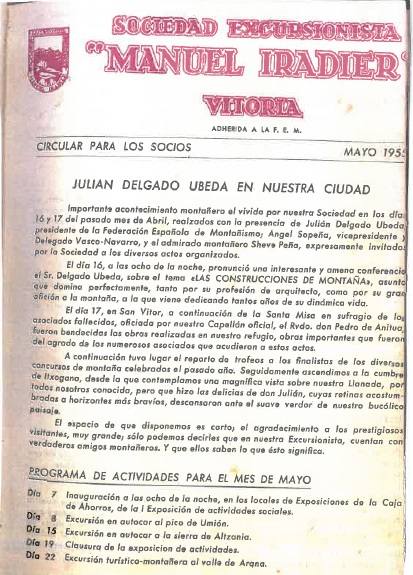 SOCIEDAD EXCURSIONISTA
"MANUEL IRADIER"
VITORIA
ADHERIDA A LA F. E. M.
CIRCULAR PARA LOS SOCIOS MAYO 1955
JULIAN DELGADO UBEDA EN NUESTRA CIUDAD
Importante acontecimiento montañero el vivido por nuestra Sociedad en los días
16 y 17 del pasado mes de Abril, realzados con la presencia de Julián Delgado Ubeda,
presidente de la Federación Española de Montañismo; Angel Sopeña, vicepresidente y
Delegado Vasco-Navarro, y el admirado montañero Sheve Peña, expresamente invitados
por la Sociedad a los diversos actos organizados.
El día 16, a las ocho de la noche, pronunció una interesante y amena conferencia
el Sr. Delgado Ubeda, sobre el tema «LAS CONSTRUCCIONES DE MONTAÑA», asunto
que domina perfectamente, tanto por su profesión de arquitecto, como por su gran
afición a la montaña, a la que viene dedicando tantos años de su dinámica vida.
El día 17, en San Vitor, a continuación de la Santa Misa en sufragio de los
asociados fallecidos, oficiada por nuestro Capellán oficial, el Rvdo. don Pedro de Anitua,
fueron bendecidas las obras realizadas en nuestro refugio, obras importantes que fueron
del agrado de los numerosos asociados que acudieron a estos actos.
A continuación tuvo lugar el reparto de trofeos a los finalistas de los diversos
concursos de montaña celebrados el pasado año. Seguidamente ascendimos a la cumbre
de Itxogana, desde la que contemplamos una magnífica vista sobre nuestra Llanada, por
todos nosotros conocida, pero que hizo las delicias de don Julián, cuyas retinas acostum-
bradas a horizontes más bravíos, descansaron ante el suave verdor de nuestro bucólico
paisaje.
El espacio de que disponemos es corto; el agradecimiento a los prestigiosos
visitantes, muy grande; sólo podemos decirles que en nuestra Excursionista, cuentan con
verdaderos amigos montañeros. Y que ellos saben lo que ésto significa.
PROGRAMA DE ACTIVIDADES PARA EL MES DE MAYO
Día 7 Inauguración a las ocho de la noche, en los locales de Exposiciones de la Caja
de Ahorros, de la I Exposición de actividades sociales.
Día 8 Excursión en autocar al pico de Umión.
Día 15 Excursión en autocar a la sierra de Altzania.
Día 19 Clausura de la exposicion de actividades.
Día 22 Excursión turístico-montañera al valle de Arana.